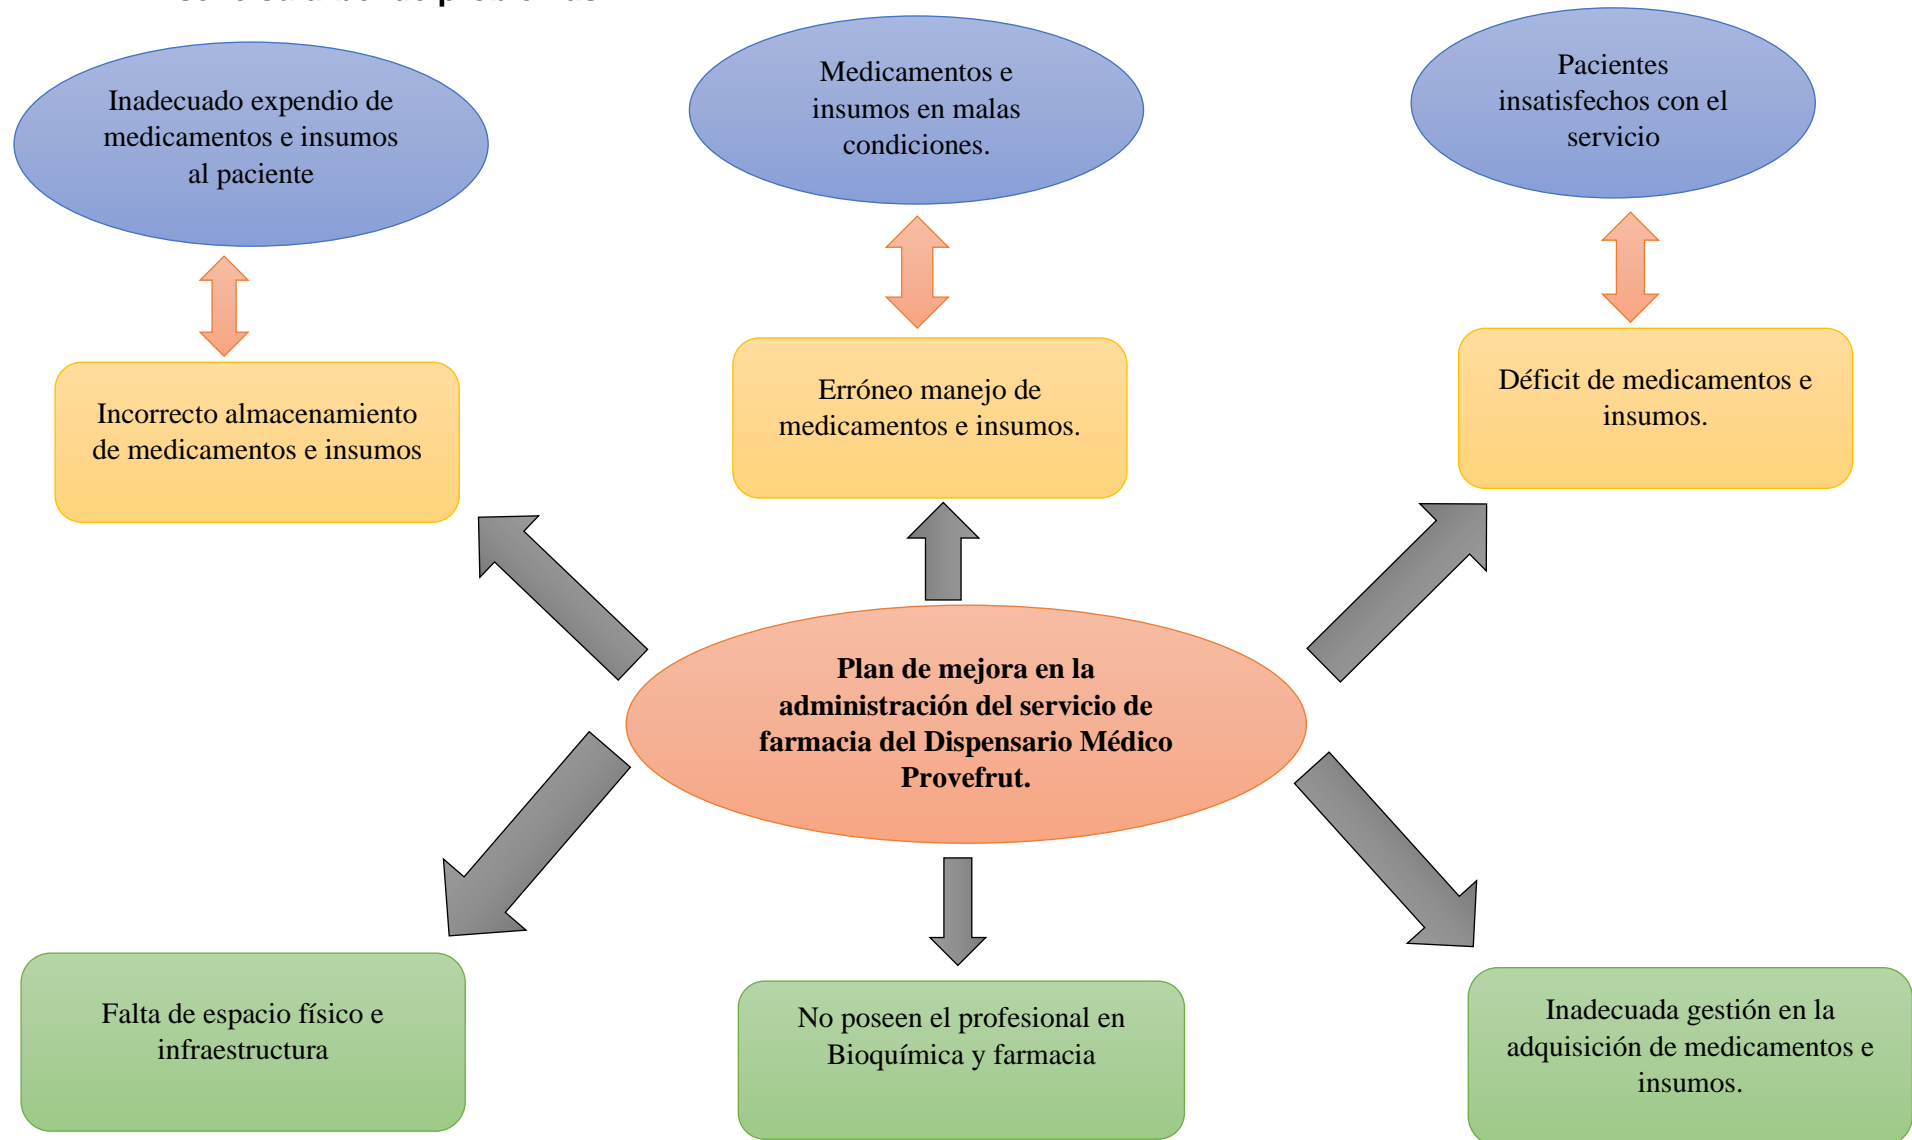 Inadecuado expendio de
medicamentos e insumos
al paciente
Medicamentos e
insumos en malas
condiciones.
Pacientes
insatisfechos con el
servicio
Incorrecto almacenamiento
de medicamentos e insumos
Erróneo manejo de
medicamentos e insumos.
Déficit de medicamentos e
insumos.
Plan de mejora en la
administración del servicio de
farmacia del Dispensario Médico
Provefrut.
Falta de espacio físico e
infraestructura
No poseen el profesional en
Bioquímica y farmacia
Inadecuada gestión en la
adquisición de medicamentos e
insumos.